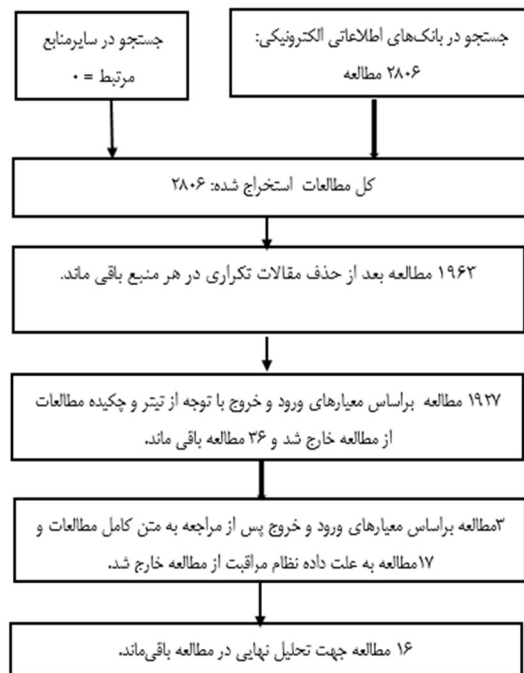 جستجو در بانک‌های اطلاعاتی الکترونیکی:
۲۸۰۶ مطالعه
جستجو در سایرمنابع
مرتبط = ۰
کل مطالعات استخراج شده: ۲۸۰۶
۱۹۶۳ مطالعه بعد از حذف مقالات تکراری در هر منبع باقی ماند.
۱۹۲۷ مطالعه براساس معیارهای ورود و خروج با توجه از تیتر و چکیده مطالعات
از مطالعه خارج شد و ۳۶ مطالعه باقی ماند.
۳مطالعه براساس معیارهای ورود و خروج پس از مراجعه به متن کامل مطالعات و
۱۷مطالعه به علت داده نظام مراقبت از مطالعه خارج شد.
۱۶ مطالعه جهت تحلیل نهایی در مطالعه باقی‌ماند.